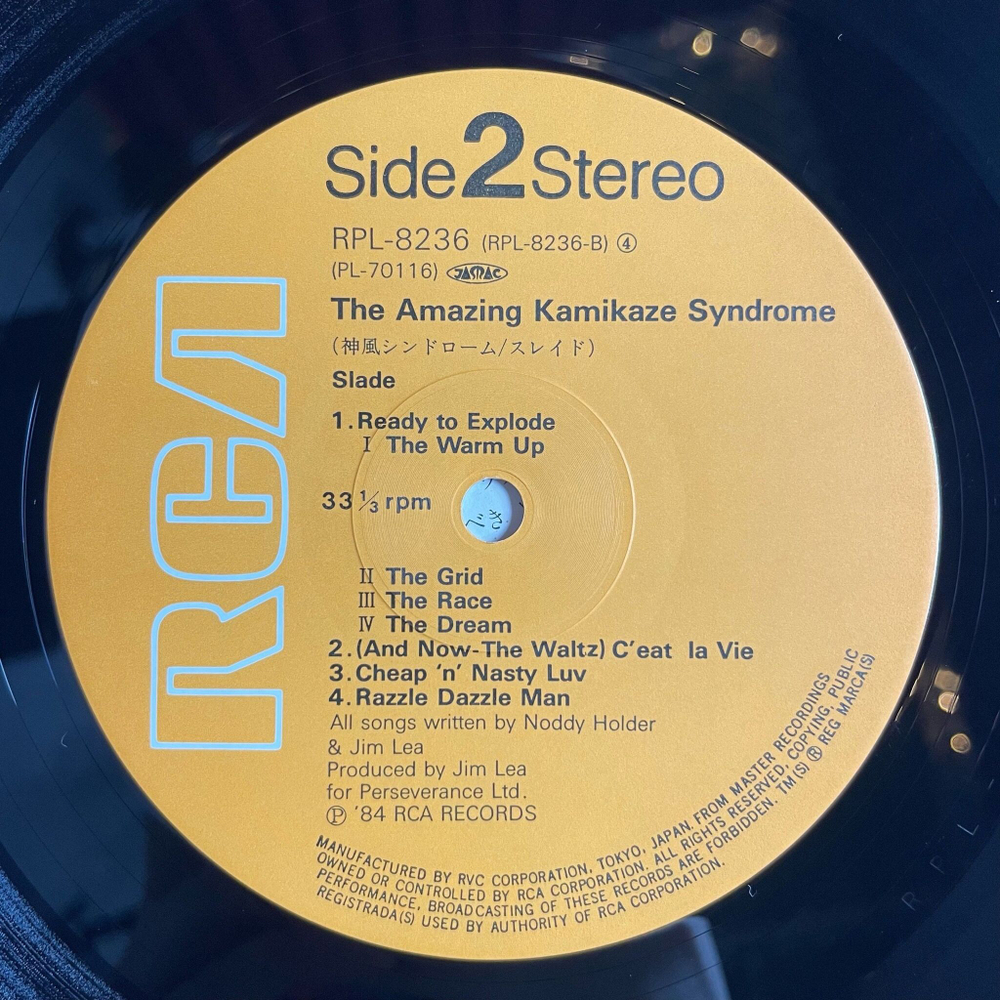 Side 2 Stereo
RPL-8236 (RPL-8236-B) ④
(PL-70116) JASRAC
The Amazing Kamikaze Syndrome
(神風シンドローム/スレイド)
Slade
1. Ready to Explode
Ⅰ The Warm Up
33 ⅓ rpm
べき
Ⅱ The Grid
Ⅲ The Race
Ⅳ The Dream
2. (And Now-The Waltz) C'eat la Vie
3. Cheap 'n' Nasty Luv
4. Razzle Dazzle Man
All songs written by Noddy Holder
& Jim Lea
Produced by Jim Lea
for Perseverance Ltd.
Ⓟ '84 RCA RECORDS
MANUFACTURED BY RVC CORPORATION, TOKYO, JAPAN. FROM MASTER RECORDINGS
OWNED OR CONTROLLED BY RCA CORPORATION. ALL RIGHTS RESERVED, COPYING, PUBLIC
PERFORMANCE, BROADCASTING OF THESE RECORDS ARE FORBIDDEN. TM(S) ® REG MARCA(S)
REGISTRADA(S) USED BY AUTHORITY OF RCA CORPORATION.
RCA
RPL